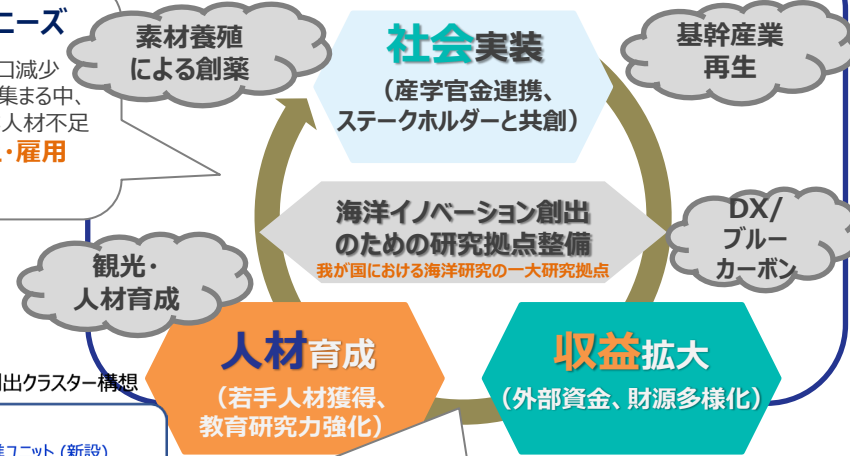 ニーズ
口減少
集まる中、
人材不足
・雇用
素材養殖
による創薬
社会実装
（産学官金連携、
ステークホルダーと共創）
基幹産業
再生
海洋イノベーション創出
のための研究拠点整備
我が国における海洋研究の一大研究拠点
DX/
ブルー
カーボン
観光・
人材育成
人材育成
（若手人材獲得、
教育研究力強化）
収益拡大
（外部資金、財源多様化）
出クラスター構想
ユニット（新設）